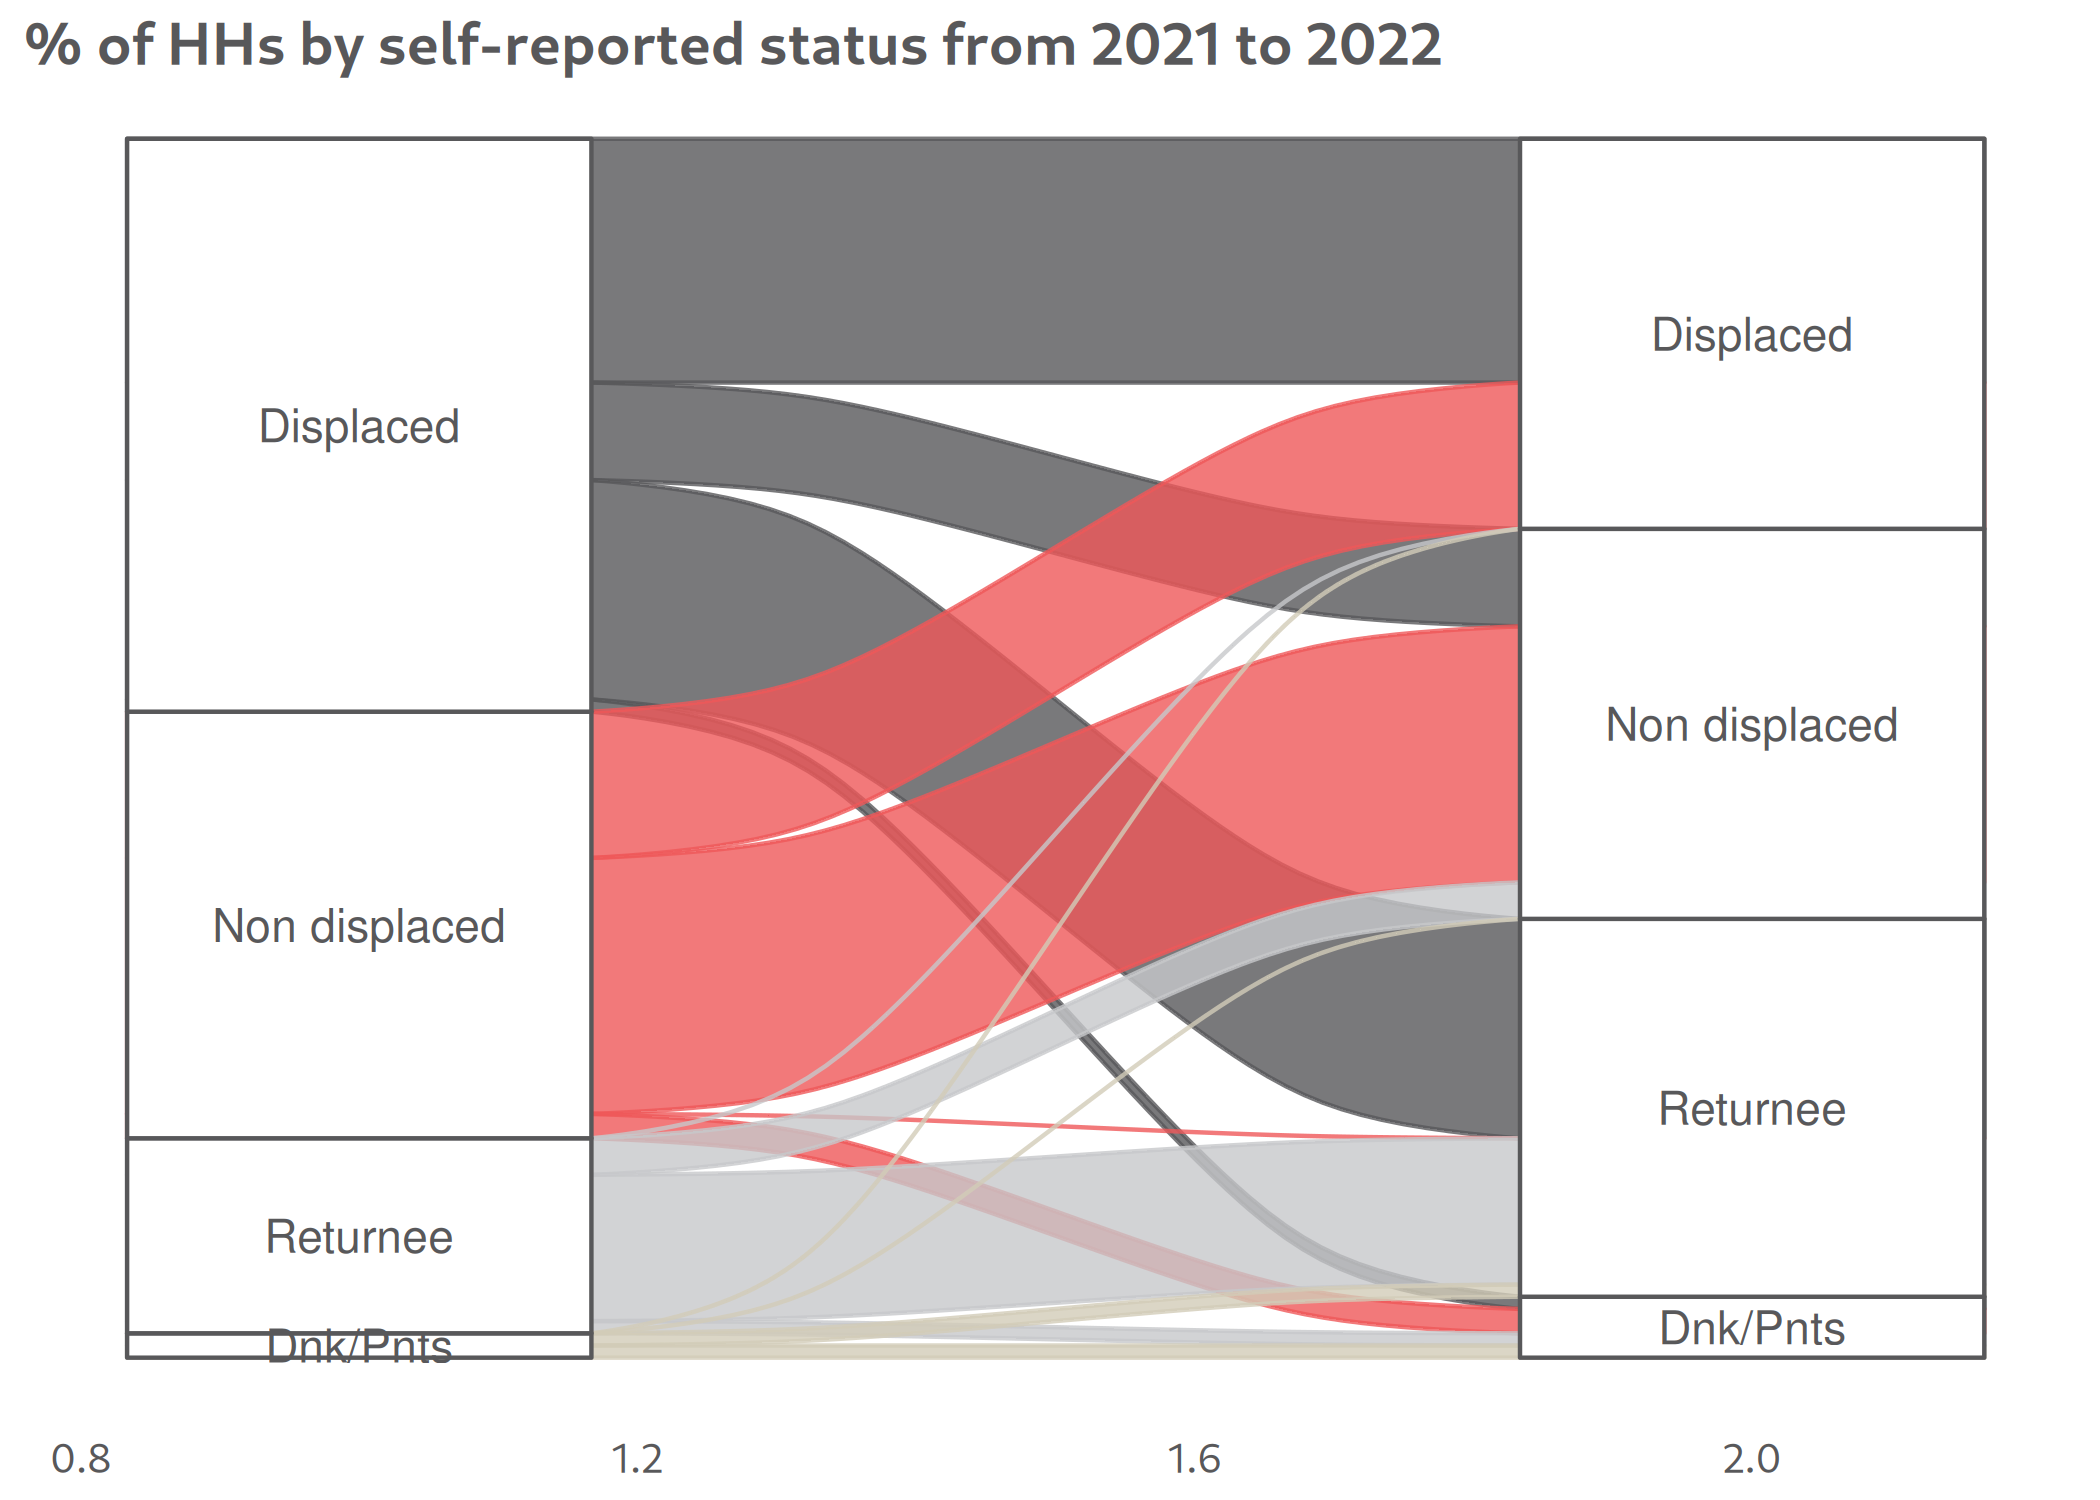 % of HHs by self-reported status from 2021 to 2022
Displaced
Displaced
Non displaced
Non displaced
Returnee
Returnee
Dnk/Pnts
Dnk/Pnts
0.8 1.2 1.6 2.0